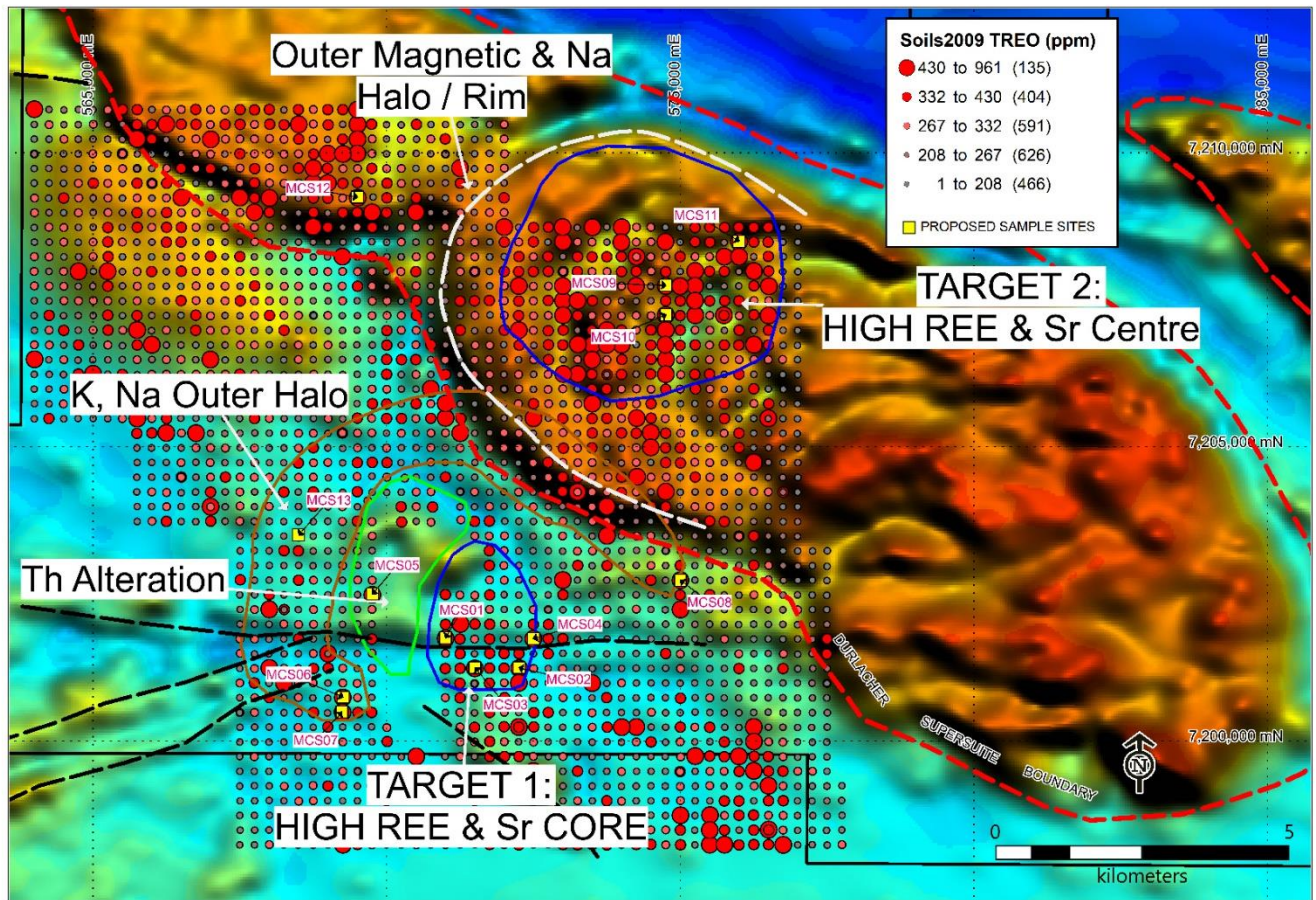 Outer Magnetic & Na
Halo / Rim
565,000 mE
575,000 mE
585,000 mE
Soils2009 TREO (ppm)
430 to 961 (135)
332 to 430 (404)
267 to 332 (591)
208 to 267 (626)
1 to 208 (466)
PROPOSED SAMPLE SITES
7,210,000 mN
MCS12
MCS11
MCS09
TARGET 2:
HIGH REE & Sr Centre
MCS10
K, Na Outer Halo
7,205,000 mN
MCS13
Th Alteration
MCS05
MCS08
MCS01
MCS04
MCS06
MCS02
MCS03
MCS07
DURLACHER
SUPERSUITE
BOUNDARY
7,200,000 mN
N
TARGET 1:
HIGH REE & Sr CORE
0
5
kilometers